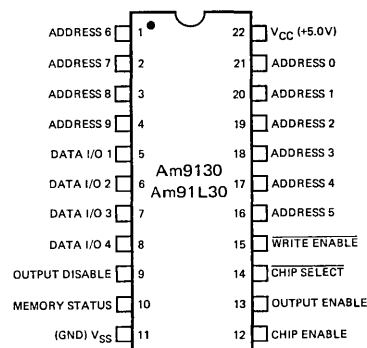 ADDRESS 6 1 22 VCC (+5.0V)
ADDRESS 7 2 21 ADDRESS 0
ADDRESS 8 3 20 ADDRESS 1
ADDRESS 9 4 19 ADDRESS 2
DATA I/O 1 5 18 ADDRESS 3
Am9130
DATA I/O 2 6 17 ADDRESS 4
Am91L30
DATA I/O 3 7 16 ADDRESS 5
DATA I/O 4 8 15 WRITE ENABLE
OUTPUT DISABLE 9 14 CHIP SELECT
MEMORY STATUS 10 13 OUTPUT ENABLE
(GND) VSS 11 12 CHIP ENABLE